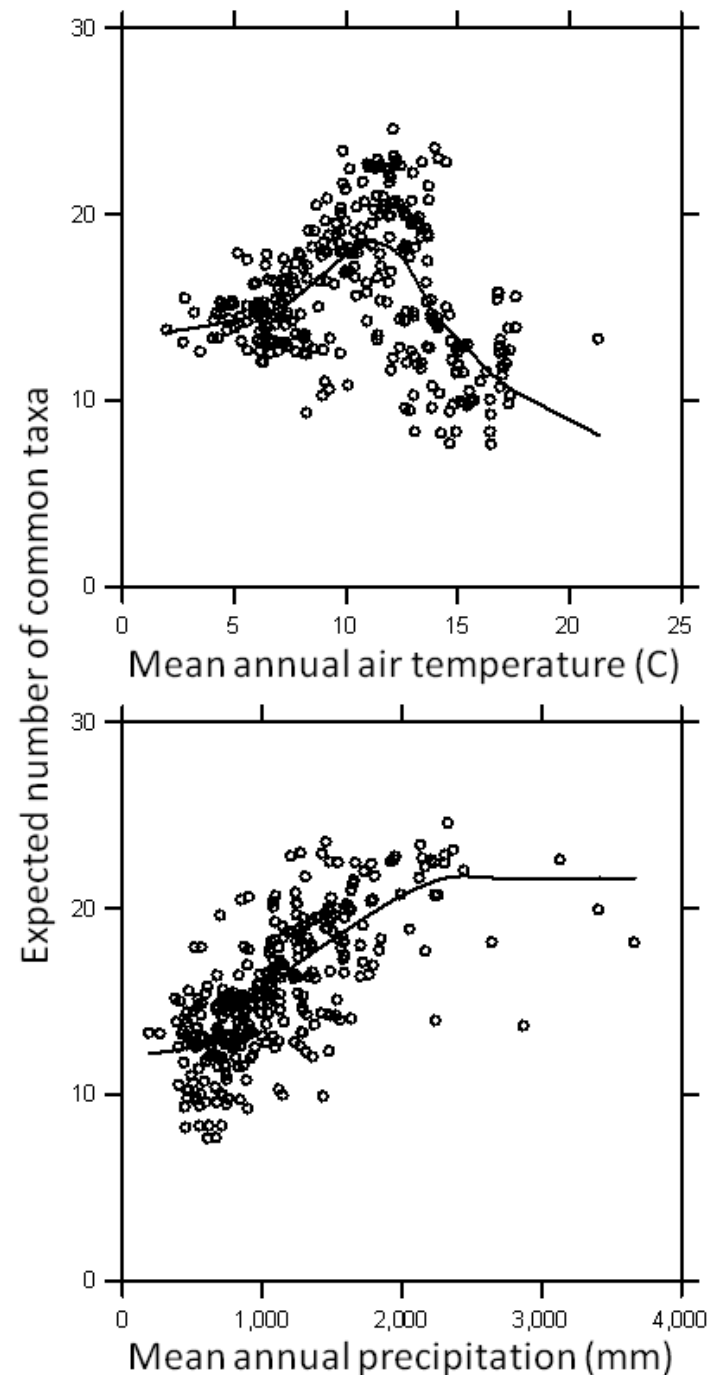 Expected number of common taxa
30
20
10
0
0 5 10 15 20 25
Mean annual air temperature (C)
30
20
10
0
0 1,000 2,000 3,000 4,000
Mean annual precipitation (mm)